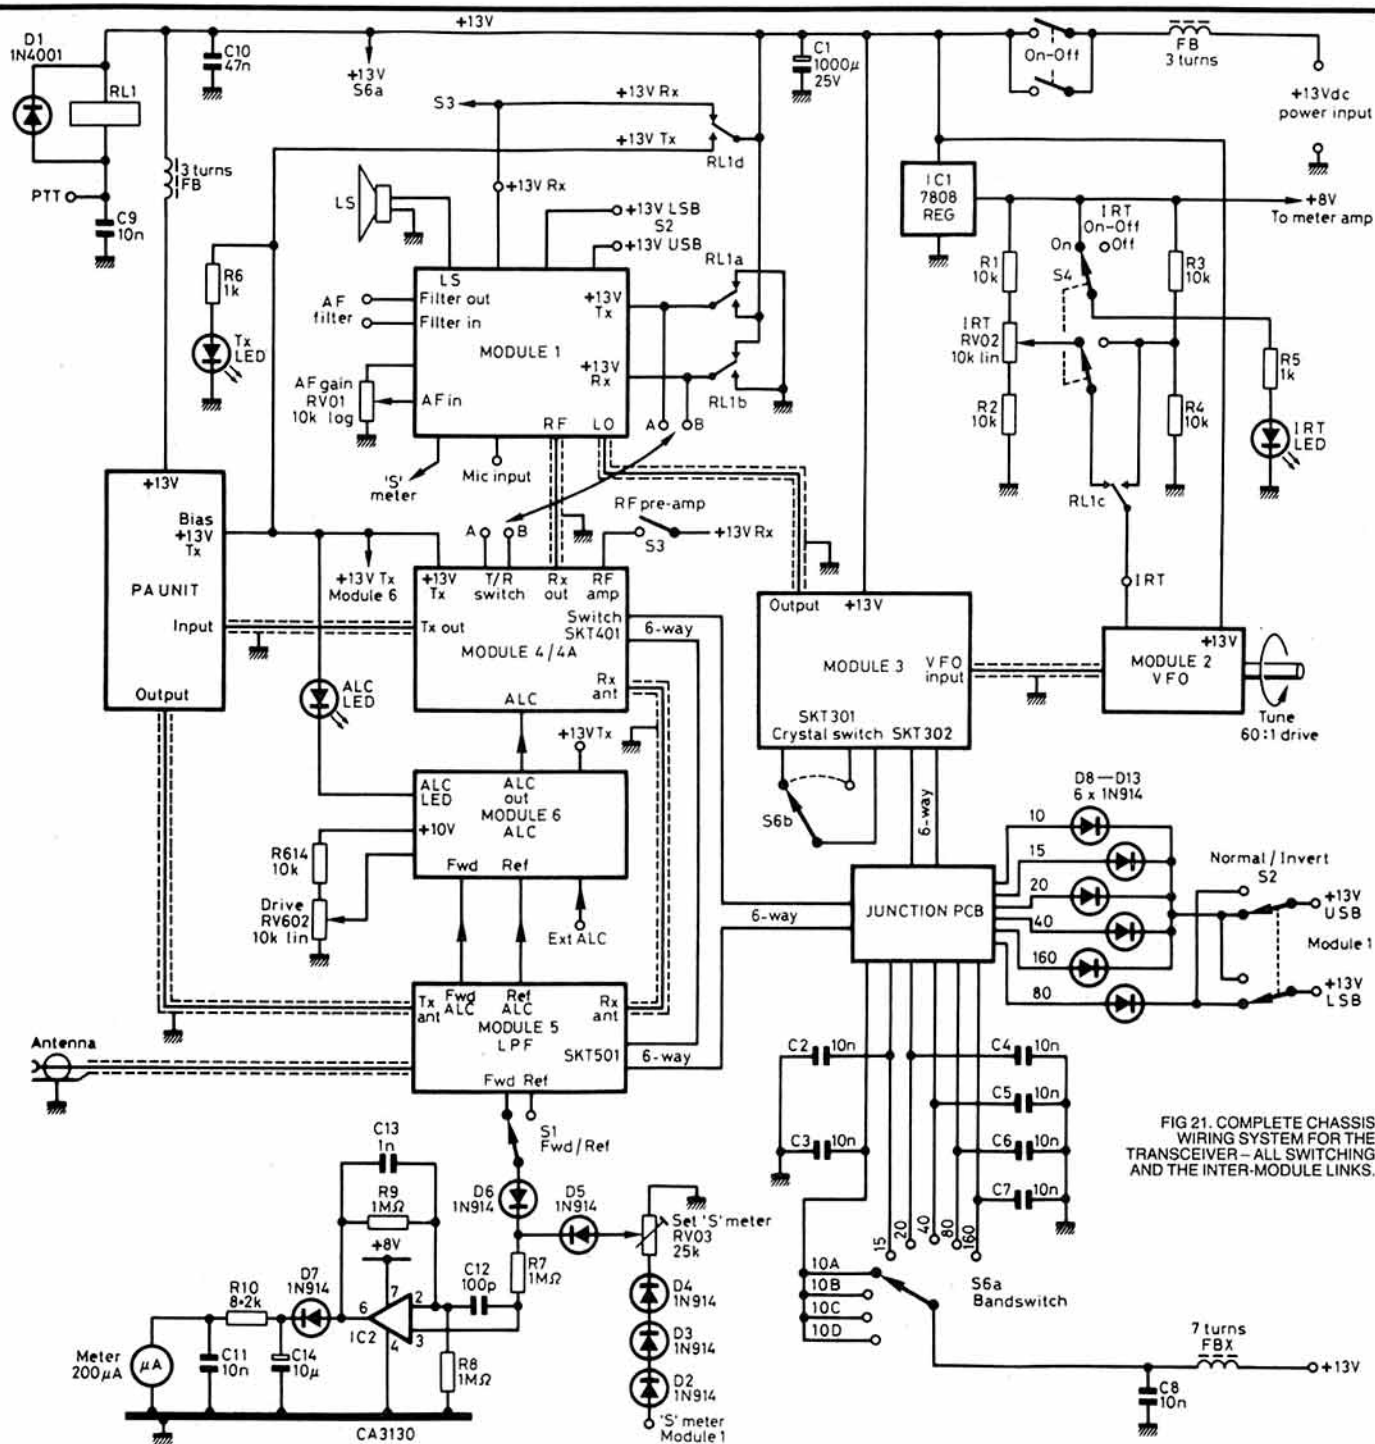 +13V
D1
1N4001
RL1
PTT
C9
10n
C10
47n
3 turns
FB
+13V
S6a
S3
+13V Rx
+13V Tx
RL1d
+13V Rx
C1
1000μ
25V
On-Off
FB
3 turns
+13Vdc
power input
IC1
7808
REG
+8V
To meter amp
IRT
On-Off
On
Off
S4
R1
10k
R3
10k
IRT
RV02
10k lin
R2
10k
R4
10k
R5
1k
IRT
LED
RL1c
IRT
LS
+13V LSB
S2
+13V USB
RL1a
RL1b
R6
1k
Tx
LED
AF
filter
LS
Filter out
Filter in
MODULE 1
+13V
Tx
+13V
Rx
AF gain
RV01
10k log
AF in
RF
LO
A
B
'S'
meter
Mic input
RF pre-amp
S3
+13V Rx
A
B
+13V
Bias
+13V
Tx
PA UNIT
Input
Output
+13V Tx
Module 6
+13V
Tx
T/R
switch
Rx
out
RF
amp
Switch
SKT401
6-way
Tx out
MODULE 4/4A
Rx
ant
ALC
ALC
LED
+13V Tx
Output
+13V
MODULE 3
VFO
input
SKT301
Crystal switch
SKT302
S6b
6-way
+13V
MODULE 2
VFO
Tune
60:1 drive
ALC
LED
ALC
out
MODULE 6
ALC
+10V
Fwd
Ref
R614
10k
Drive
RV602
10k lin
Ext ALC
6-way
JUNCTION PCB
D8—D13
6 x 1N914
10
15
20
40
160
80
Normal / Invert
S2
+13V
USB
Module 1
+13V
LSB
Tx
ant
Fwd
ALC
Ref
ALC
Rx
ant
MODULE 5
LPF
SKT501
6-way
Fwd Ref
Antenna
S1
Fwd / Ref
C2
10n
C3
10n
C4
10n
C5
10n
C6
10n
C7
10n
FIG 21. COMPLETE CHASSIS
WIRING SYSTEM FOR THE
TRANSCEIVER – ALL SWITCHING
AND THE INTER-MODULE LINKS.
C13
1n
R9
1MΩ
+8V
D6
1N914
D5
1N914
Set 'S' meter
RV03
25k
R7
1MΩ
C12
100p
D7
1N914
R10
8·2k
6
7
2
3
4
IC2
R8
1MΩ
D4
1N914
D3
1N914
D2
1N914
'S' meter
Module 1
Meter
200μA
μA
C11
10n
C14
10μ
CA3130
15
20
40
80
160
10A
10B
10C
10D
S6a
Bandswitch
7 turns
FBX
+13V
C8
10n